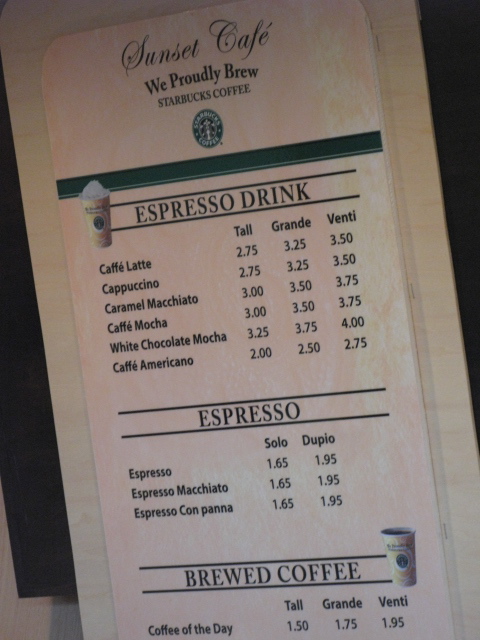 Sunset Café
We Proudly Brew
STARBUCKS COFFEE
STARBUCKS COFFEE
ESPRESSO DRINK
Tall Grande Venti
Caffé Latte 2.75 3.25 3.50
Cappucino 2.75 3.25 3.50
Caramel Macchiato 3.00 3.50 3.75
Caffé Mocha 3.00 3.50 3.75
White Chocolate Mocha 3.25 3.75 4.00
Caffé Americano 2.00 2.50 2.75
ESPRESSO
Solo Dupio
Espresso 1.65 1.95
Espresso Macchiato 1.65 1.95
Espresso Con panna 1.65 1.95
BREWED COFFEE
Tall Grande Venti
Coffee of the Day 1.50 1.75 1.95